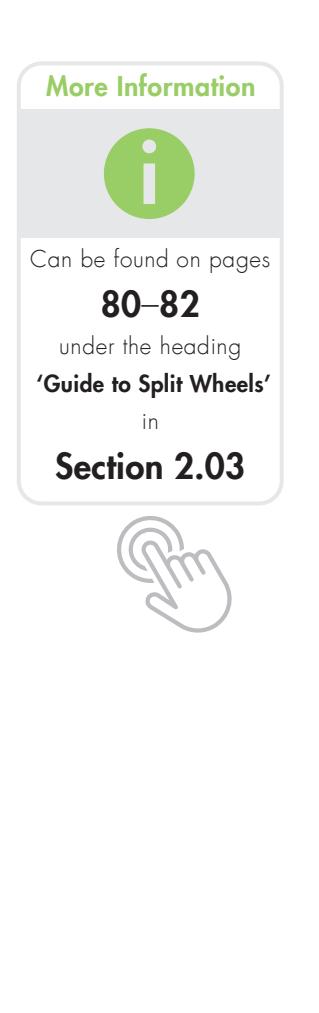 More Information
i
Can be found on pages
80–82
under the heading
‘Guide to Split Wheels’
in
Section 2.03